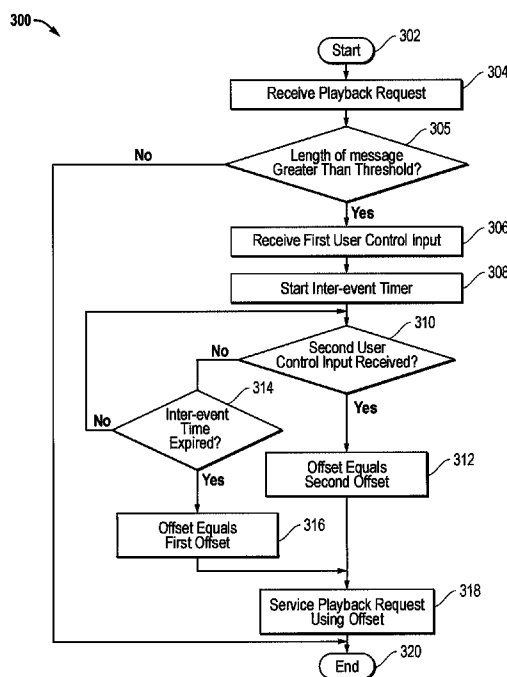 300
Start
302
Receive Playback Request
304
305
No
Length of message
Greater Than Threshold?
Yes
Receive First User Control Input
306
Start Inter-event Timer
308
310
No
Second User
Control Input Received?
314
Yes
No
Inter-event
Time
Expired?
Yes
Offset Equals
Second Offset
312
Offset Equals
First Offset
316
Service Playback Request
Using Offset
318
End
320